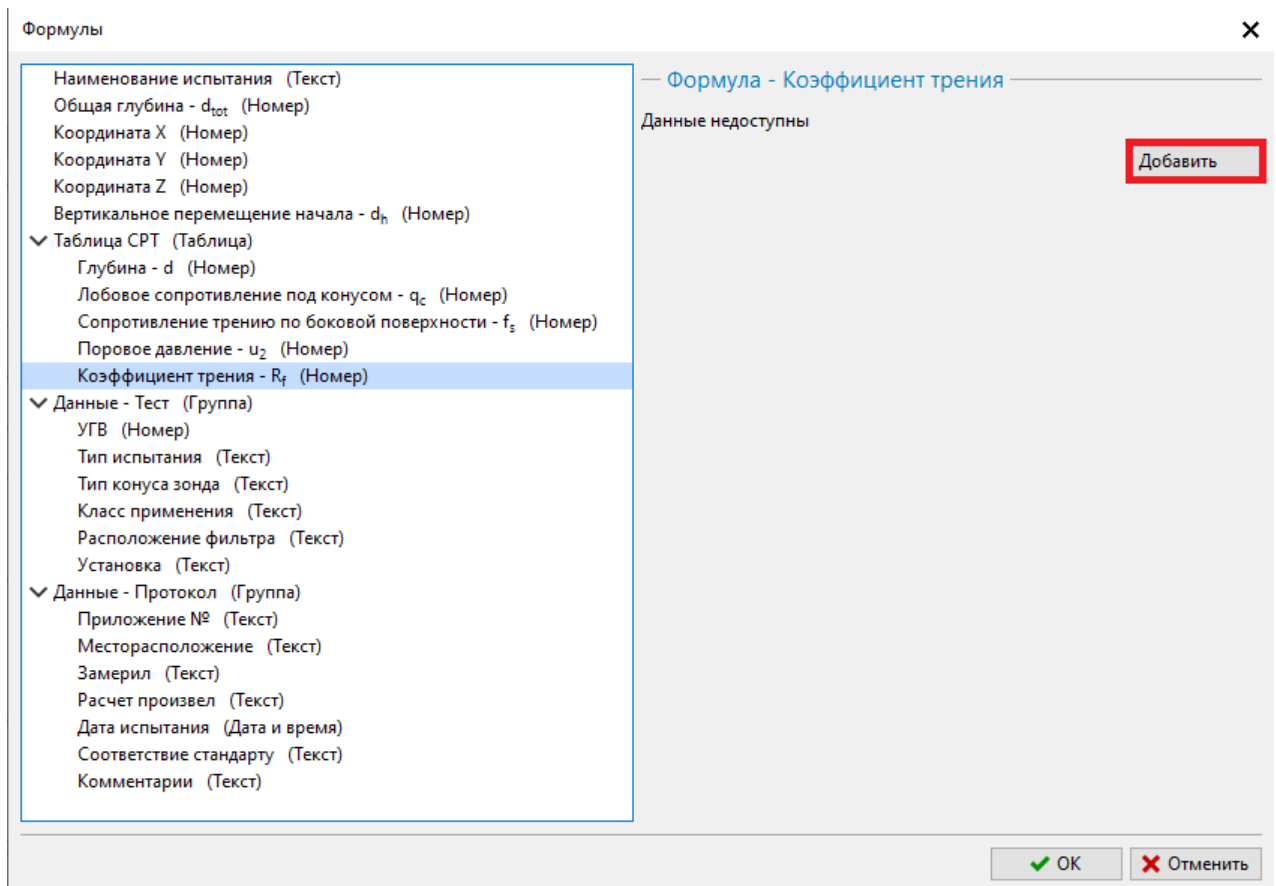 Формулы
Наименование испытания (Текст)
Общая глубина - dtot (Номер)
Координата X (Номер)
Координата Y (Номер)
Координата Z (Номер)
Вертикальное перемещение начала - dh (Номер)
Таблица CPT (Таблица)
Глубина - d (Номер)
Лобовое сопротивление под конусом - qc (Номер)
Сопротивление трению по боковой поверхности - fs (Номер)
Поровое давление - u2 (Номер)
Коэффициент трения - Rf (Номер)
Данные - Тест (Группа)
УГВ (Номер)
Тип испытания (Текст)
Тип конуса зонда (Текст)
Класс применения (Текст)
Расположение фильтра (Текст)
Установка (Текст)
Данные - Протокол (Группа)
Приложение № (Текст)
Месторасположение (Текст)
Замерил (Текст)
Расчет произвел (Текст)
Дата испытания (Дата и время)
Соответствие стандарту (Текст)
Комментарии (Текст)
Формула - Коэффициент трения
Данные недоступны
Добавить
OK
Отменить